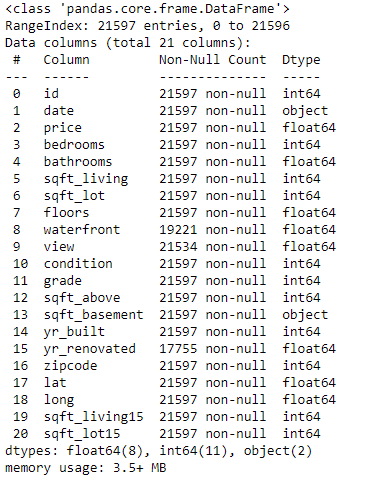 <class 'pandas.core.frame.DataFrame'>
RangeIndex: 21597 entries, 0 to 21596
Data columns (total 21 columns):
 #   Column         Non-Null Count  Dtype
---  ------         --------------  -----
 0   id             21597 non-null  int64
 1   date           21597 non-null  object
 2   price          21597 non-null  float64
 3   bedrooms       21597 non-null  int64
 4   bathrooms      21597 non-null  float64
 5   sqft_living    21597 non-null  int64
 6   sqft_lot       21597 non-null  int64
 7   floors         21597 non-null  float64
 8   waterfront     19221 non-null  float64
 9   view           21534 non-null  float64
 10  condition      21597 non-null  int64
 11  grade          21597 non-null  int64
 12  sqft_above     21597 non-null  int64
 13  sqft_basement  21597 non-null  object
 14  yr_built       21597 non-null  int64
 15  yr_renovated   17755 non-null  float64
 16  zipcode        21597 non-null  int64
 17  lat            21597 non-null  float64
 18  long           21597 non-null  float64
 19  sqft_living15  21597 non-null  int64
 20  sqft_lot15     21597 non-null  int64
dtypes: float64(8), int64(11), object(2)
memory usage: 3.5+ MB